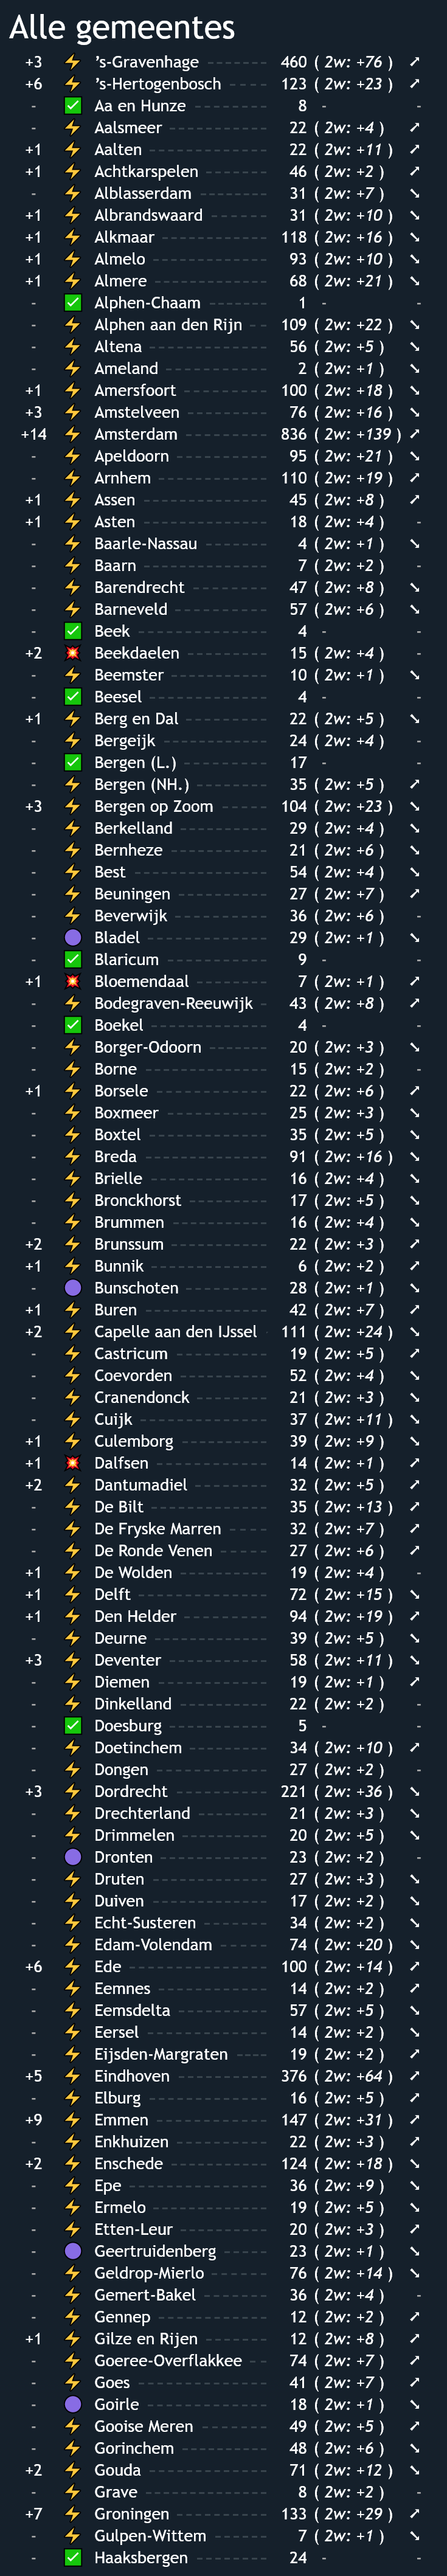 Alle gemeentes
+3 ⚡ ’s-Gravenhage 460 ( 2w: +76 ) ➚
+6 ⚡ ’s-Hertogenbosch 123 ( 2w: +23 ) ➚
- ✅ Aa en Hunze 8 - -
- ⚡ Aalsmeer 22 ( 2w: +4 ) ➚
+1 ⚡ Aalten 22 ( 2w: +11 ) ➚
+1 ⚡ Achtkarspelen 46 ( 2w: +2 ) ➚
- ⚡ Alblasserdam 31 ( 2w: +7 ) ➘
+1 ⚡ Albrandswaard 31 ( 2w: +10 ) ➘
+1 ⚡ Alkmaar 118 ( 2w: +16 ) ➘
+1 ⚡ Almelo 93 ( 2w: +10 ) ➘
+1 ⚡ Almere 68 ( 2w: +21 ) ➘
- ✅ Alphen-Chaam 1 - -
- ⚡ Alphen aan den Rijn 109 ( 2w: +22 ) ➘
- ⚡ Altena 56 ( 2w: +5 ) ➘
- ⚡ Ameland 2 ( 2w: +1 ) ➘
+1 ⚡ Amersfoort 100 ( 2w: +18 ) ➘
+3 ⚡ Amstelveen 76 ( 2w: +16 ) ➘
+14 ⚡ Amsterdam 836 ( 2w: +139 ) ➚
- ⚡ Apeldoorn 95 ( 2w: +21 ) ➘
- ⚡ Arnhem 110 ( 2w: +19 ) ➚
+1 ⚡ Assen 45 ( 2w: +8 ) ➚
+1 ⚡ Asten 18 ( 2w: +4 ) -
- ⚡ Baarle-Nassau 4 ( 2w: +1 ) ➘
- ⚡ Baarn 7 ( 2w: +2 ) -
- ⚡ Barendrecht 47 ( 2w: +8 ) ➘
- ⚡ Barneveld 57 ( 2w: +6 ) ➘
- ✅ Beek 4 - -
+2 💥 Beekdaelen 15 ( 2w: +4 ) -
- ⚡ Beemster 10 ( 2w: +1 ) ➘
- ✅ Beesel 4 - -
+1 ⚡ Berg en Dal 22 ( 2w: +5 ) ➘
- ⚡ Bergeijk 24 ( 2w: +4 ) -
- ✅ Bergen (L.) 17 - -
- ⚡ Bergen (NH.) 35 ( 2w: +5 ) ➚
+3 ⚡ Bergen op Zoom 104 ( 2w: +23 ) ➘
- ⚡ Berkelland 29 ( 2w: +4 ) ➘
- ⚡ Bernheze 21 ( 2w: +6 ) ➘
- ⚡ Best 54 ( 2w: +4 ) ➘
- ⚡ Beuningen 27 ( 2w: +7 ) ➚
- ⚡ Beverwijk 36 ( 2w: +6 ) -
- 🟣 Bladel 29 ( 2w: +1 ) ➘
- ✅ Blaricum 9 - -
+1 💥 Bloemendaal 7 ( 2w: +1 ) ➚
- ⚡ Bodegraven-Reeuwijk 43 ( 2w: +8 ) ➚
- ✅ Boekel 4 - -
- ⚡ Borger-Odoorn 20 ( 2w: +3 ) ➘
- ⚡ Borne 15 ( 2w: +2 ) -
+1 ⚡ Borsele 22 ( 2w: +6 ) ➚
- ⚡ Boxmeer 25 ( 2w: +3 ) ➘
- ⚡ Boxtel 35 ( 2w: +5 ) ➘
- ⚡ Breda 91 ( 2w: +16 ) ➘
- ⚡ Brielle 16 ( 2w: +4 ) ➘
- ⚡ Bronckhorst 17 ( 2w: +5 ) ➘
- ⚡ Brummen 16 ( 2w: +4 ) ➘
+2 ⚡ Brunssum 22 ( 2w: +3 ) ➚
+1 ⚡ Bunnik 6 ( 2w: +2 ) ➚
- 🟣 Bunschoten 28 ( 2w: +1 ) ➘
+1 ⚡ Buren 42 ( 2w: +7 ) ➚
+2 ⚡ Capelle aan den IJssel 111 ( 2w: +24 ) ➘
- ⚡ Castricum 19 ( 2w: +5 ) ➚
- ⚡ Coevorden 52 ( 2w: +4 ) ➘
- ⚡ Cranendonck 21 ( 2w: +3 ) ➘
- ⚡ Cuijk 37 ( 2w: +11 ) ➘
+1 ⚡ Culemborg 39 ( 2w: +9 ) ➘
+1 💥 Dalfsen 14 ( 2w: +1 ) ➚
+2 ⚡ Dantumadiel 32 ( 2w: +5 ) ➚
- ⚡ De Bilt 35 ( 2w: +13 ) ➚
- ⚡ De Fryske Marren 32 ( 2w: +7 ) ➚
- ⚡ De Ronde Venen 27 ( 2w: +6 ) ➚
+1 ⚡ De Wolden 19 ( 2w: +4 ) -
+1 ⚡ Delft 72 ( 2w: +15 ) ➘
+1 ⚡ Den Helder 94 ( 2w: +19 ) ➚
- ⚡ Deurne 39 ( 2w: +5 ) ➘
+3 ⚡ Deventer 58 ( 2w: +11 ) ➘
- ⚡ Diemen 19 ( 2w: +1 ) ➚
- ⚡ Dinkelland 22 ( 2w: +2 ) -
- ✅ Doesburg 5 - -
- ⚡ Doetinchem 34 ( 2w: +10 ) ➚
- ⚡ Dongen 27 ( 2w: +2 ) -
+3 ⚡ Dordrecht 221 ( 2w: +36 ) ➘
- ⚡ Drechterland 21 ( 2w: +3 ) ➘
- ⚡ Drimmelen 20 ( 2w: +5 ) ➘
- 🟣 Dronten 23 ( 2w: +2 ) -
- ⚡ Druten 27 ( 2w: +3 ) ➘
- ⚡ Duiven 17 ( 2w: +2 ) ➘
- ⚡ Echt-Susteren 34 ( 2w: +2 ) ➘
- ⚡ Edam-Volendam 74 ( 2w: +20 ) ➘
+6 ⚡ Ede 100 ( 2w: +14 ) ➚
- ⚡ Eemnes 14 ( 2w: +2 ) ➚
- ⚡ Eemsdelta 57 ( 2w: +5 ) ➘
- ⚡ Eersel 14 ( 2w: +2 ) ➘
- ⚡ Eijsden-Margraten 19 ( 2w: +2 ) ➚
+5 ⚡ Eindhoven 376 ( 2w: +64 ) ➚
- ⚡ Elburg 16 ( 2w: +5 ) ➚
+9 ⚡ Emmen 147 ( 2w: +31 ) ➚
- ⚡ Enkhuizen 22 ( 2w: +3 ) ➚
+2 ⚡ Enschede 124 ( 2w: +18 ) ➘
- ⚡ Epe 36 ( 2w: +9 ) ➘
- ⚡ Ermelo 19 ( 2w: +5 ) ➘
- ⚡ Etten-Leur 20 ( 2w: +3 ) ➚
- 🟣 Geertruidenberg 23 ( 2w: +1 ) ➘
- ⚡ Geldrop-Mierlo 76 ( 2w: +14 ) ➘
- ⚡ Gemert-Bakel 36 ( 2w: +4 ) -
- ⚡ Gennep 12 ( 2w: +2 ) ➚
+1 ⚡ Gilze en Rijen 12 ( 2w: +8 ) ➚
- ⚡ Goeree-Overflakkee 74 ( 2w: +7 ) ➚
- ⚡ Goes 41 ( 2w: +7 ) ➚
- 🟣 Goirle 18 ( 2w: +1 ) ➘
- ⚡ Gooise Meren 49 ( 2w: +5 ) ➚
- ⚡ Gorinchem 48 ( 2w: +6 ) ➘
+2 ⚡ Gouda 71 ( 2w: +12 ) ➘
- ⚡ Grave 8 ( 2w: +2 ) -
+7 ⚡ Groningen 133 ( 2w: +29 ) ➚
- ⚡ Gulpen-Wittem 7 ( 2w: +1 ) ➘
- ✅ Haaksbergen 24 - -